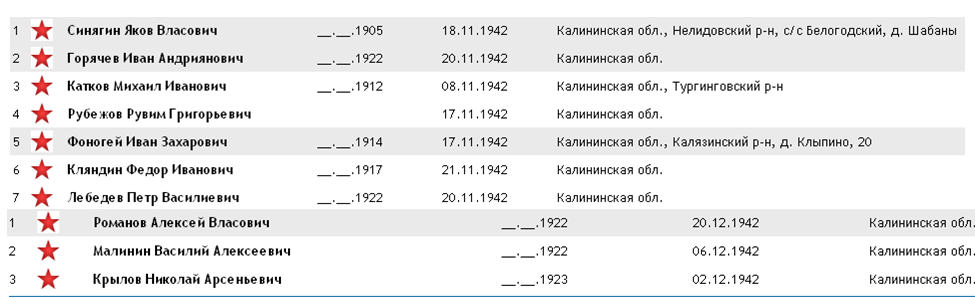 1 Синягин Яков Власович __.__.1905 18.11.1942 Калининская обл., Нелидовский р-н, с/с Белогодский, д. Шабаны
2 Горячев Иван Андриянович __.__.1922 20.11.1942 Калининская обл.
3 Катков Михаил Иванович __.__.1912 08.11.1942 Калининская обл., Тургинговский р-н
4 Рубежов Рувим Григорьевич 17.11.1942 Калининская обл.
5 Фоногей Иван Захарович __.__.1914 17.11.1942 Калининская обл., Калязинский р-н, д. Клыпино, 20
6 Кляндин Федор Иванович __.__.1917 21.11.1942 Калининская обл.
7 Лебедев Петр Василиевич __.__.1922 20.11.1942 Калининская обл.
1 Романов Алексей Власович __.__.1922 20.12.1942 Калининская обл.
2 Малинин Василий Алексеевич __.__.1922 06.12.1942 Калининская обл.
3 Крылов Николай Арсеньевич __.__.1923 02.12.1942 Калининская обл.